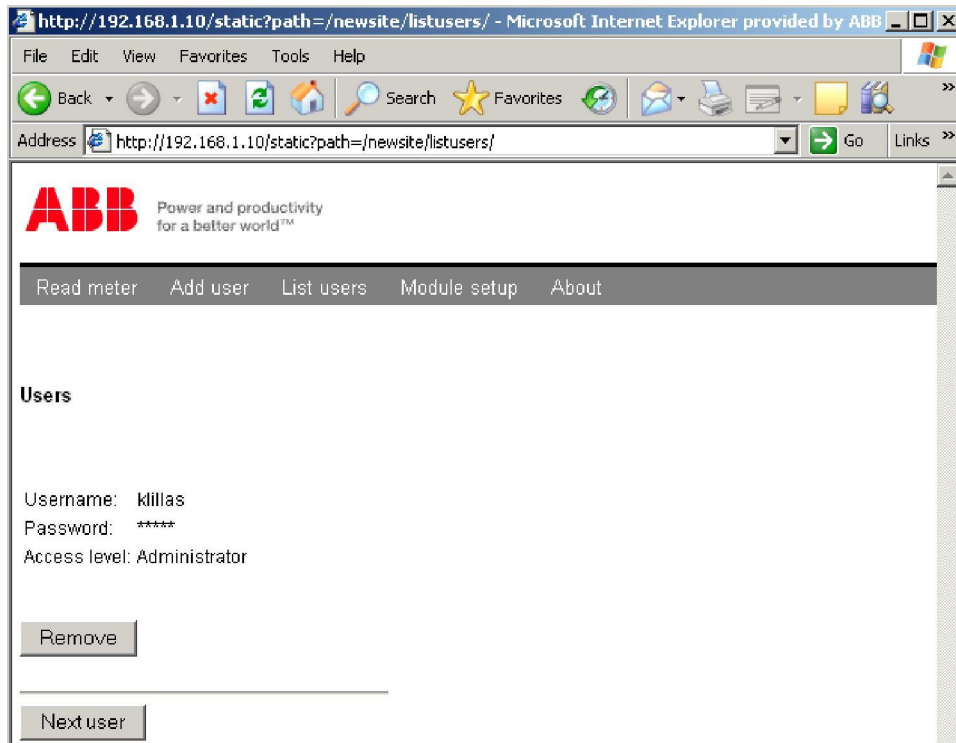 http://192.168.1.10/static?path=/newsite/listusers/ - Microsoft Internet Explorer provided by ABB
File Edit View Favorites Tools Help
Back Search Favorites »
Address http://192.168.1.10/static?path=/newsite/listusers/ Go Links »
ABB Power and productivity
for a better world™
Read meter Add user List users Module setup About
Users
Username: klillas
Password: *****
Access level: Administrator
Remove
Next user